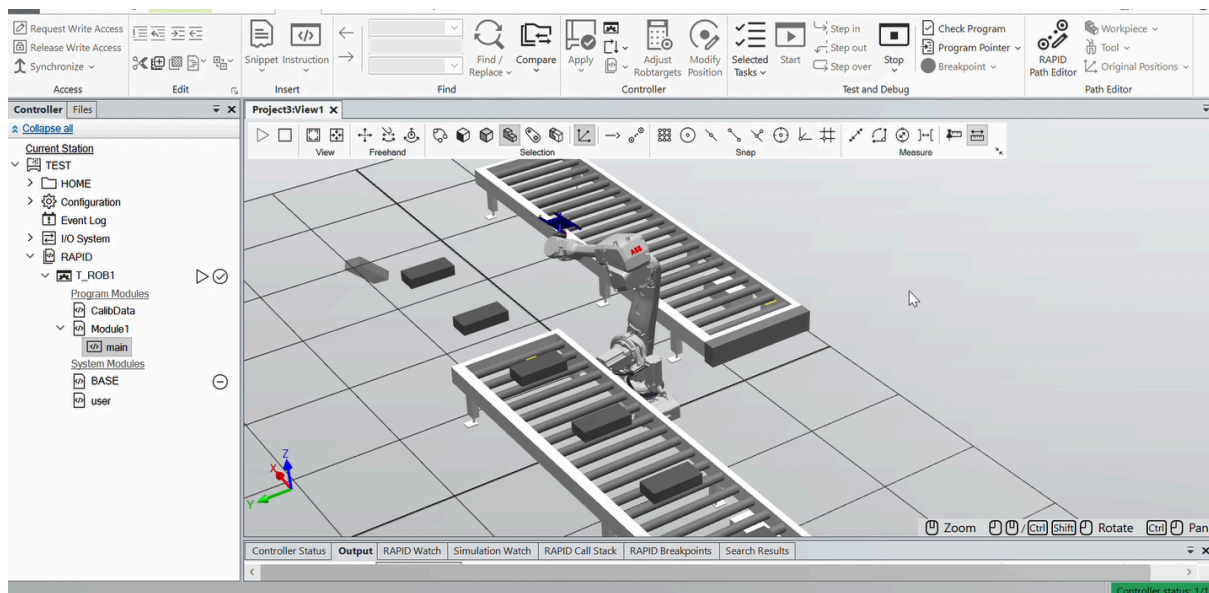 Request Write Access
Release Write Access
Synchronize
Access
Edit
Snippet Instruction
Insert
Find / Replace
Compare
Find
Apply
Adjust Robtargets
Modify Position
Controller
Selected Tasks
Start
Step in
Step out
Step over
Stop
Check Program
Program Pointer
Breakpoint
Test and Debug
RAPID Path Editor
Workpiece
Tool
Original Positions
Path Editor
Controller Files
Collapse all
Current Station
TEST
HOME
Configuration
Event Log
I/O System
RAPID
T_ROB1
Program Modules
CalibData
Module1
main
System Modules
BASE
user
Project3:View1
View Freehand Selection Snap Measure
ABB
Z
X
Y
Zoom / Ctrl Shift Rotate Ctrl Pan
Controller Status Output RAPID Watch Simulation Watch RAPID Call Stack RAPID Breakpoints Search Results
Controller status: 1/1